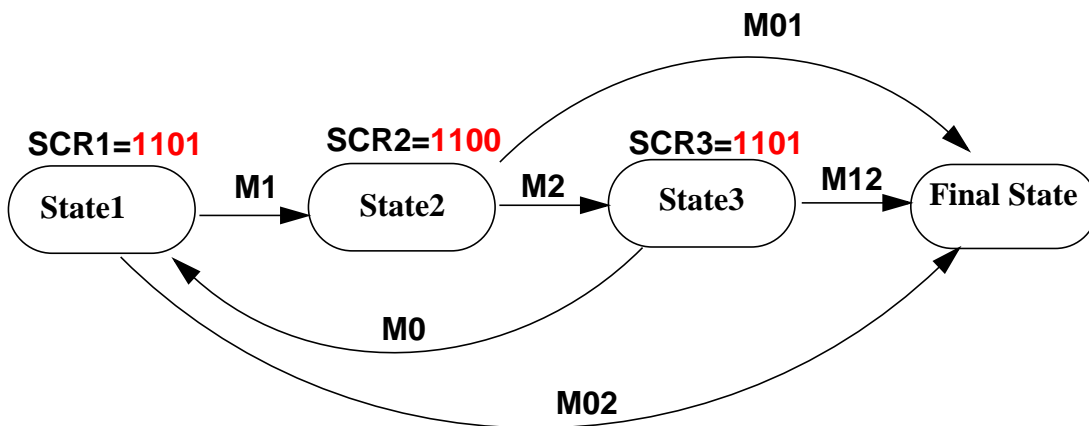 M01
SCR1=1101
SCR2=1100
SCR3=1101
State1
M1
State2
M2
State3
M12
Final State
M0
M02